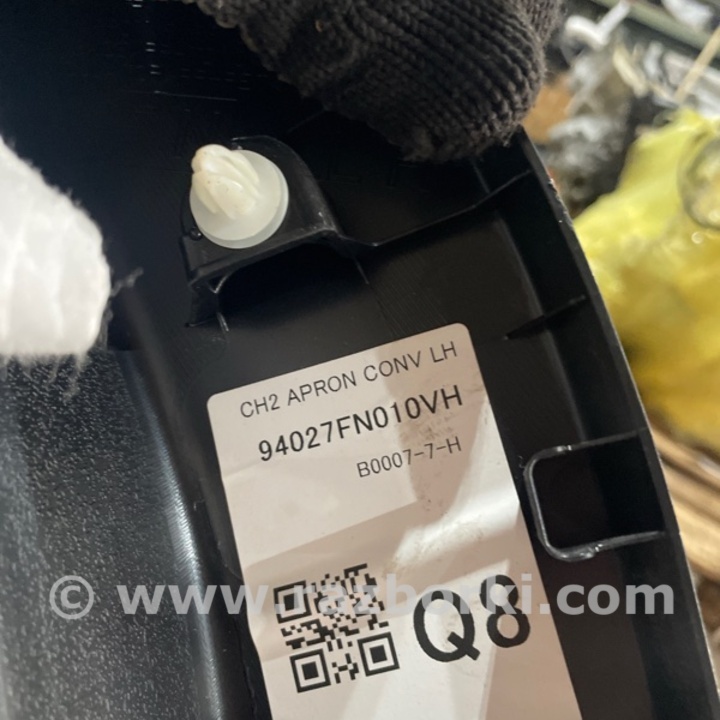 CH2 APRON CONV LH
94027FN010VH
B0007-7-H
Q8
© www.razborki.com